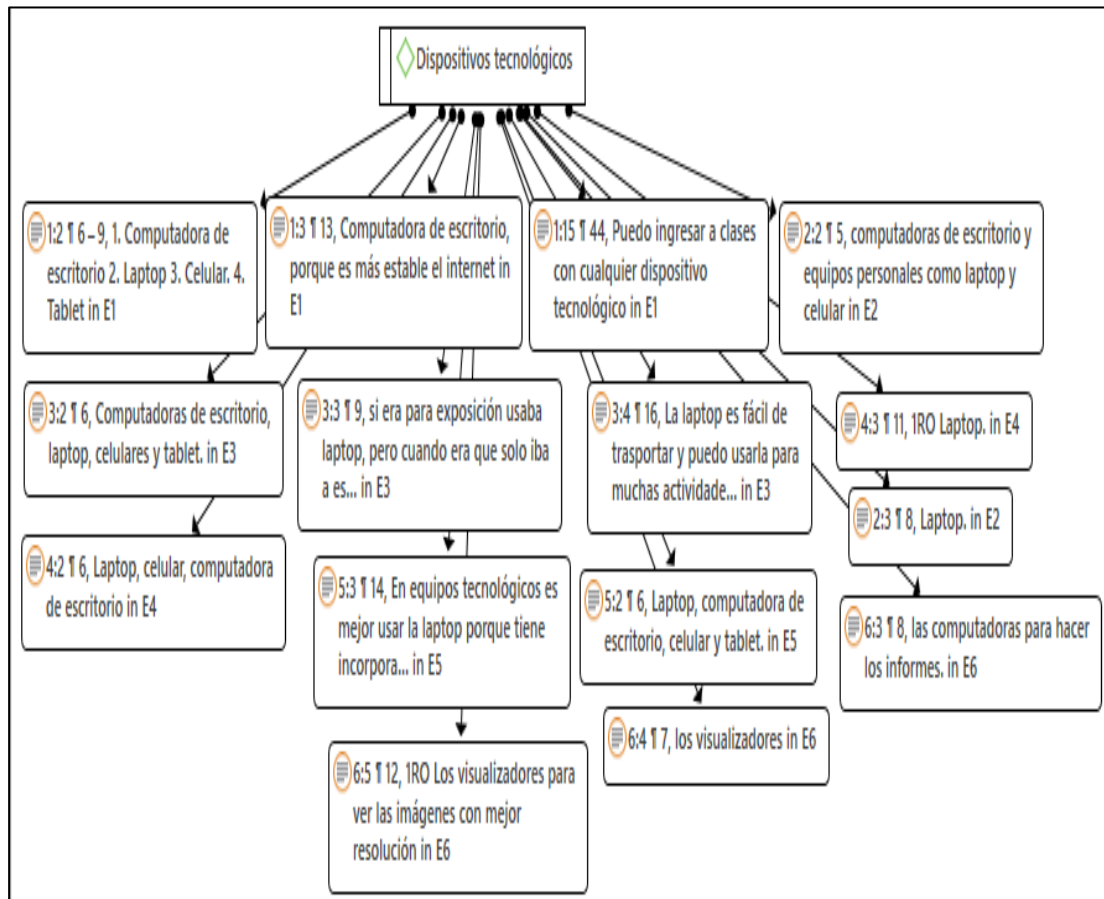 Dispositivos tecnológicos
1:2 ¶ 6 – 9, 1. Computadora de
escritorio 2. Laptop 3. Celular. 4.
Tablet in E1
1:3 ¶ 13, Computadora de escritorio,
porque es más estable el internet in
E1
1:15 ¶ 44, Puedo ingresar a clases
con cualquier dispositivo
tecnológico in E1
2:2 ¶ 5, computadoras de escritorio y
equipos personales como laptop y
celular in E2
3:2 ¶ 6, Computadoras de escritorio,
laptop, celulares y tablet. in E3
3:3 ¶ 9, si era para exposición usaba
laptop, pero cuando era que solo iba
a es... in E3
3:4 ¶ 16, La laptop es fácil de
trasportar y puedo usarla para
muchas actividade... in E3
4:3 ¶ 11, 1RO Laptop. in E4
2:3 ¶ 8, Laptop. in E2
4:2 ¶ 6, Laptop, celular, computadora
de escritorio in E4
5:3 ¶ 14, En equipos tecnológicos es
mejor usar la laptop porque tiene
incorpora... in E5
5:2 ¶ 6, Laptop, computadora de
escritorio, celular y tablet. in E5
6:3 ¶ 8, las computadoras para hacer
los informes. in E6
6:4 ¶ 7, los visualizadores in E6
6:5 ¶ 12, 1RO Los visualizadores para
ver las imágenes con mejor
resolución in E6